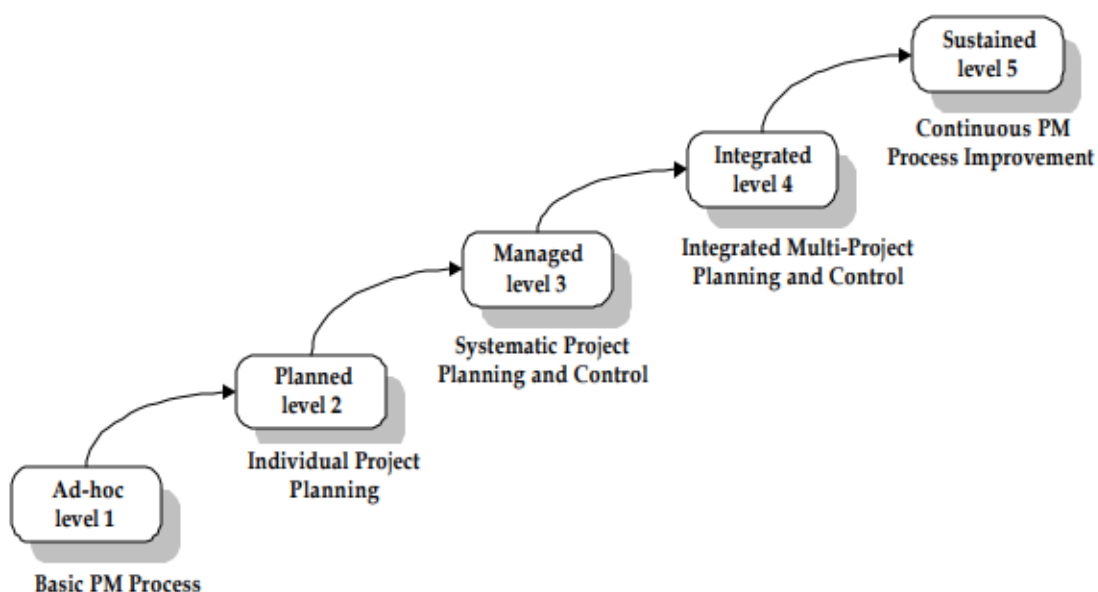 Sustained
level 5
Continuous PM
Process Improvement
Integrated
level 4
Integrated Multi-Project
Planning and Control
Managed
level 3
Systematic Project
Planning and Control
Planned
level 2
Individual Project
Planning
Ad-hoc
level 1
Basic PM Process